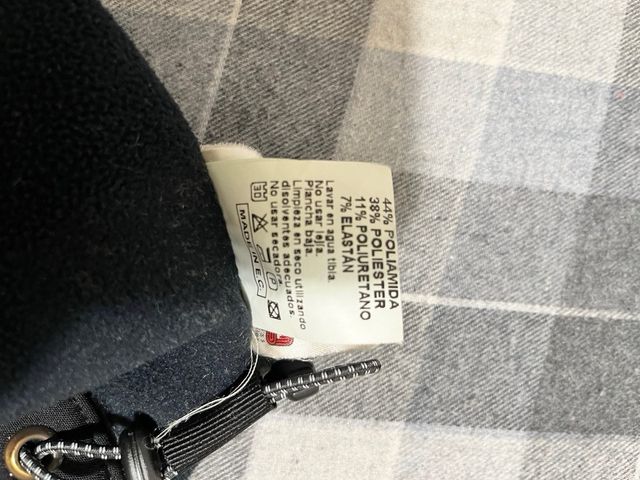 44% POLIAMIDA
38% POLIESTER
11% POLIURETANO
7% ELASTÁN
Lavar en agua tibia.
No usar lejía.
Plancha baja.
Limpieza en seco utilizando
disolventes adecuados.
No usar secadora.
30 P
MADE IN E.C.